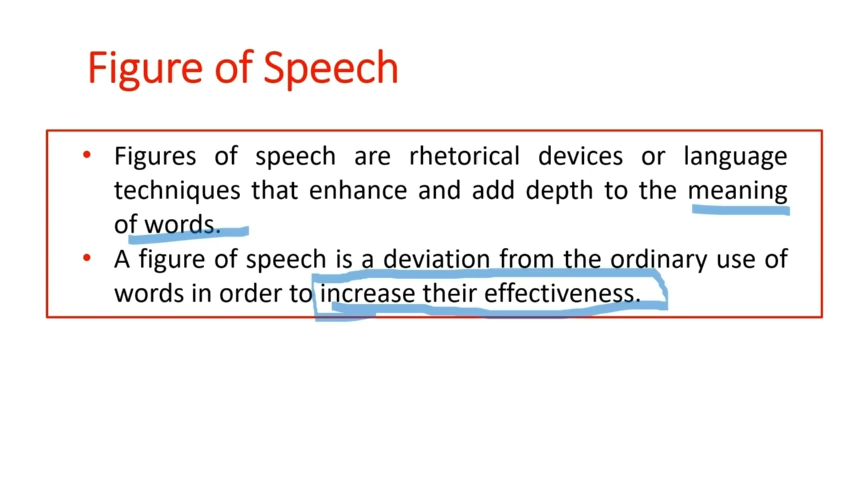 Figure of Speech
• Figures of speech are rhetorical devices or language
techniques that enhance and add depth to the meaning
of words.
• A figure of speech is a deviation from the ordinary use of
words in order to increase their effectiveness.